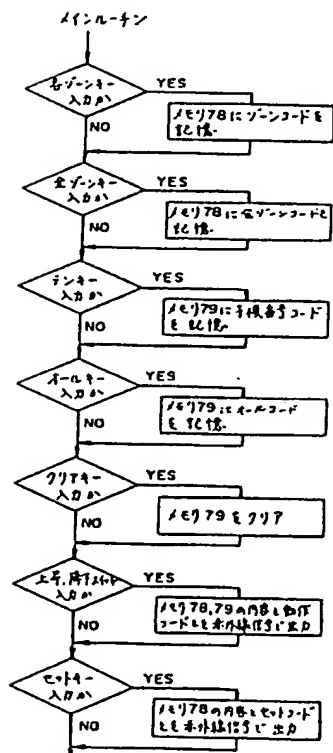 メインルーチン
各ゾーンキー
入力か
YES
メモリ78にゾーンコードを
記憶.
NO
全ゾーンキー
入力か
YES
メモリ78に全ゾーンコードを
記憶.
NO
テンキー
入力か
YES
メモリ79に子機番号コード
を記憶.
NO
オールキー
入力か
YES
メモリ79にオールコード
を記憶.
NO
クリアキー
入力か
YES
メモリ79をクリア
NO
上昇,降下スイッチ
入力か
YES
メモリ78,79の内容と動作
コードとを赤外線信号で出力
NO
セットキー
入力か
YES
メモリ78の内容とセットコード
とを赤外線信号で出力
NO